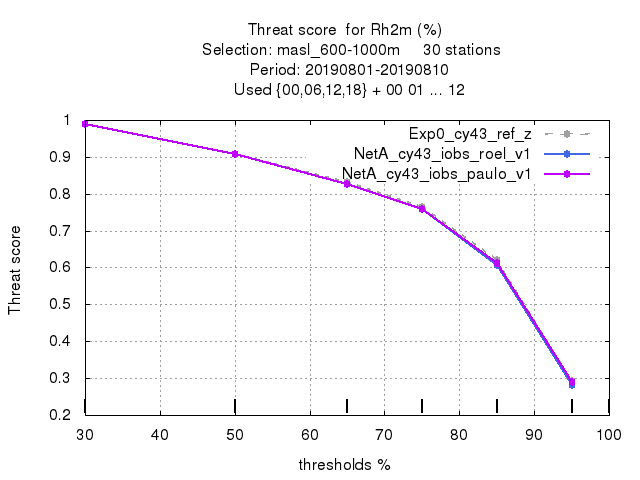 Threat score  for Rh2m (%)
Selection: masl_600-1000m     30 stations
Period: 20190801-20190810
Used {00,06,12,18} + 00 01 ... 12
Exp0_cy43_ref_z
NetA_cy43_iobs_roel_v1
NetA_cy43_iobs_paulo_v1
Threat score
1
0.9
0.8
0.7
0.6
0.5
0.4
0.3
0.2
30 40 50 60 70 80 90 100
thresholds %